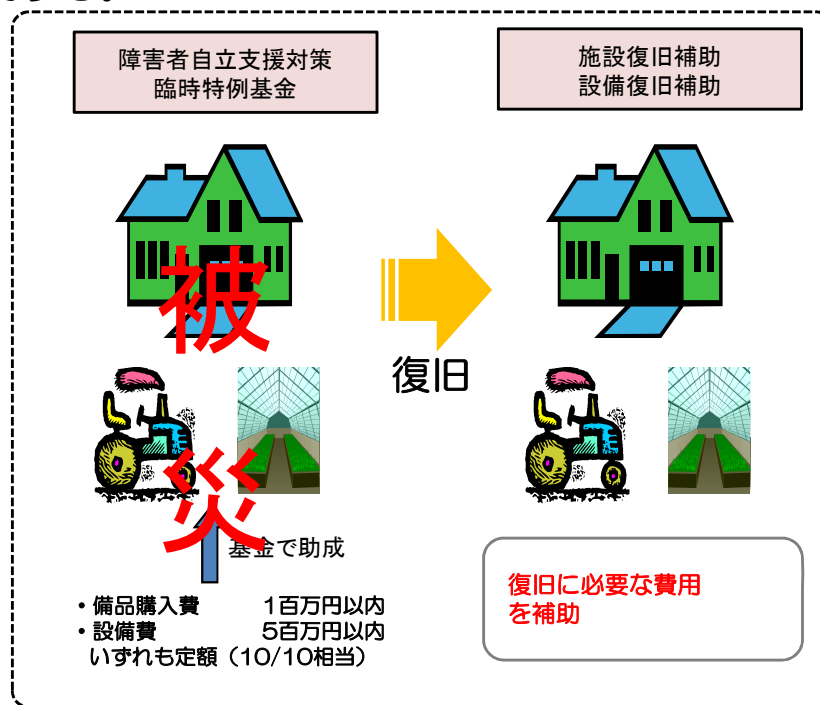 障害者自立支援対策
臨時特例基金
施設復旧補助
設備復旧補助
被
災
復旧
基金で助成
・備品購入費　　　1百万円以内
・設備費　　　　　5百万円以内
いずれも定額（10/10相当）
復旧に必要な費用
を補助